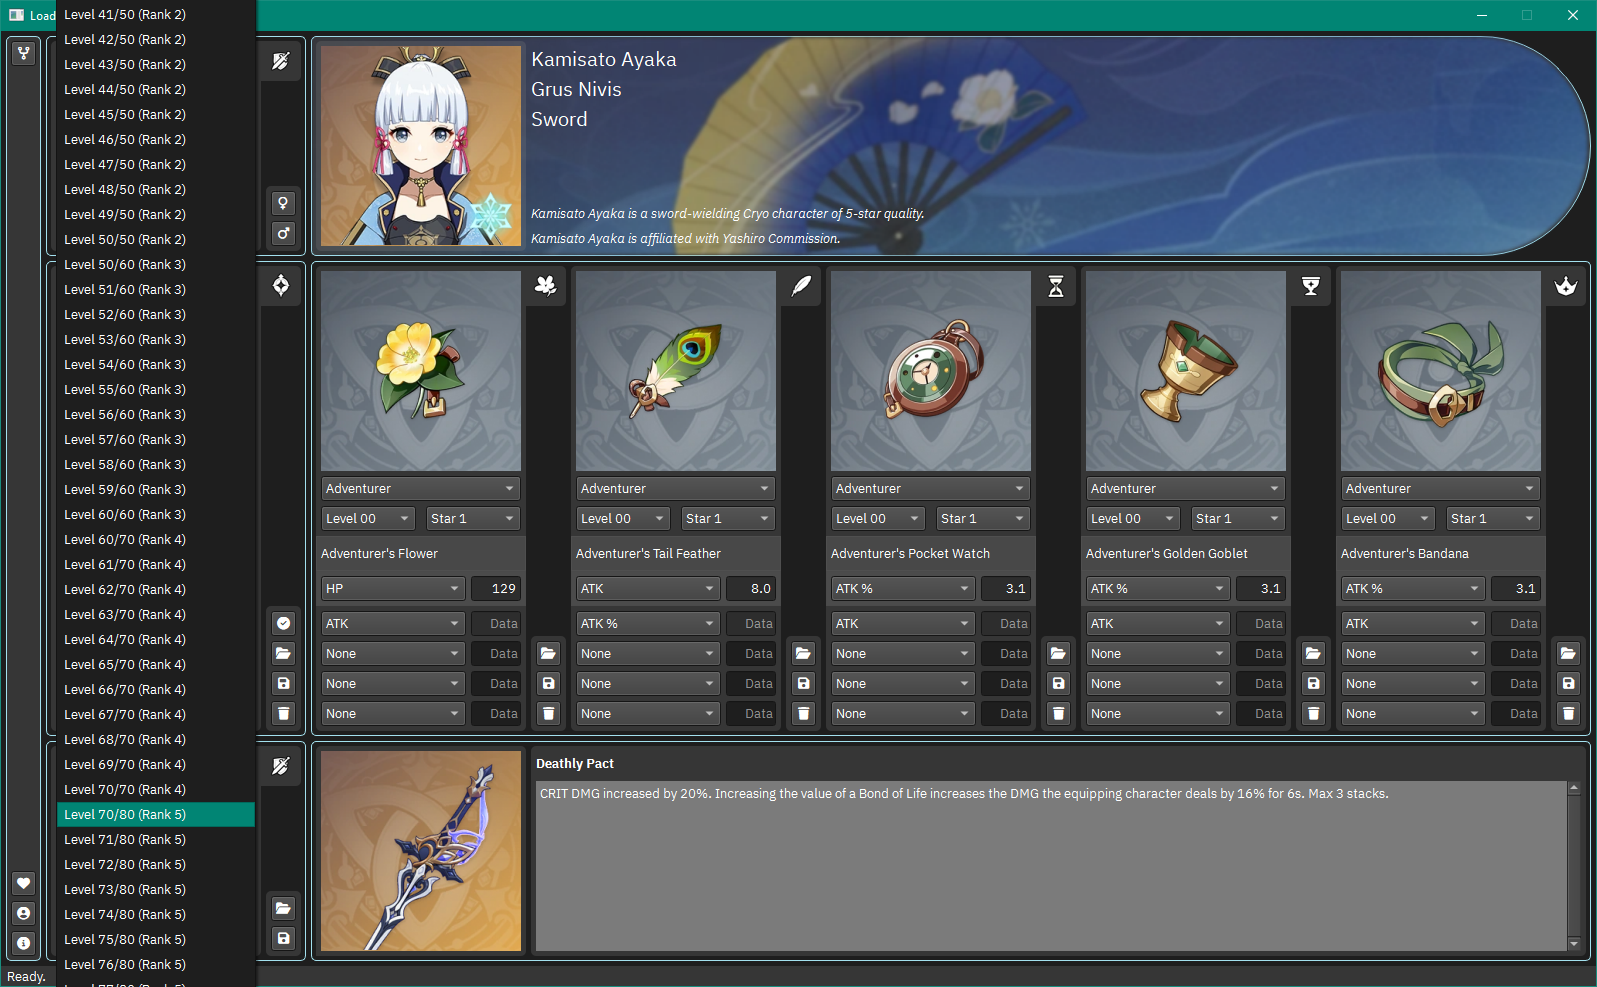 Load
Level 41/50 (Rank 2)
Level 42/50 (Rank 2)
Level 43/50 (Rank 2)
Level 44/50 (Rank 2)
Level 45/50 (Rank 2)
Level 46/50 (Rank 2)
Level 47/50 (Rank 2)
Level 48/50 (Rank 2)
Level 49/50 (Rank 2)
Level 50/50 (Rank 2)
Level 50/60 (Rank 3)
Level 51/60 (Rank 3)
Level 52/60 (Rank 3)
Level 53/60 (Rank 3)
Level 54/60 (Rank 3)
Level 55/60 (Rank 3)
Level 56/60 (Rank 3)
Level 57/60 (Rank 3)
Level 58/60 (Rank 3)
Level 59/60 (Rank 3)
Level 60/60 (Rank 3)
Level 60/70 (Rank 4)
Level 61/70 (Rank 4)
Level 62/70 (Rank 4)
Level 63/70 (Rank 4)
Level 64/70 (Rank 4)
Level 65/70 (Rank 4)
Level 66/70 (Rank 4)
Level 67/70 (Rank 4)
Level 68/70 (Rank 4)
Level 69/70 (Rank 4)
Level 70/70 (Rank 4)
Level 70/80 (Rank 5)
Level 71/80 (Rank 5)
Level 72/80 (Rank 5)
Level 73/80 (Rank 5)
Level 74/80 (Rank 5)
Level 75/80 (Rank 5)
Level 76/80 (Rank 5)
Kamisato Ayaka
Grus Nivis
Sword
Kamisato Ayaka is a sword-wielding Cryo character of 5-star quality.
Kamisato Ayaka is affiliated with Yashiro Commission.
Adventurer Adventurer Adventurer Adventurer Adventurer
Level 00 Star 1 Level 00 Star 1 Level 00 Star 1 Level 00 Star 1 Level 00 Star 1
Adventurer's Flower Adventurer's Tail Feather Adventurer's Pocket Watch Adventurer's Golden Goblet Adventurer's Bandana
HP 129 ATK 8.0 ATK % 3.1 ATK % 3.1 ATK % 3.1
ATK Data ATK % Data ATK Data ATK Data ATK Data
None Data None Data None Data None Data None Data
None Data None Data None Data None Data None Data
None Data None Data None Data None Data None Data
Deathly Pact
CRIT DMG increased by 20%. Increasing the value of a Bond of Life increases the DMG the equipping character deals by 16% for 6s. Max 3 stacks.
Ready.